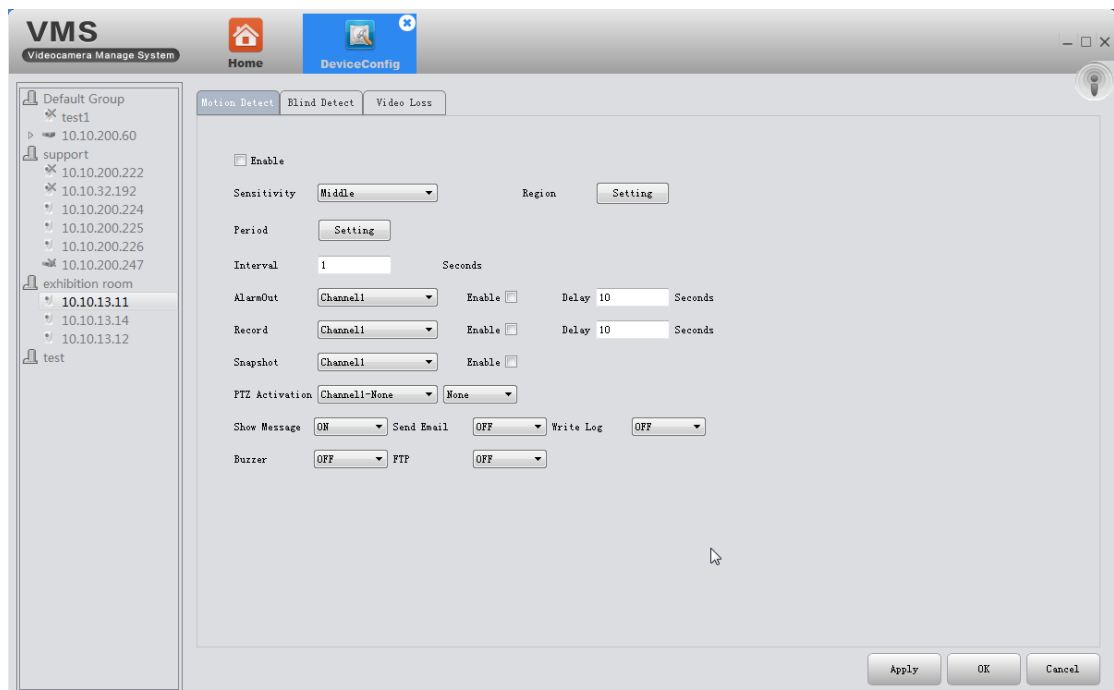 VMS
Videocamera Manage System
Home
DeviceConfig
Default Group
test1
10.10.200.60
support
10.10.200.222
10.10.32.192
10.10.200.224
10.10.200.225
10.10.200.226
10.10.200.247
exhibition room
10.10.13.11
10.10.13.14
10.10.13.12
test
Motion Detect Blind Detect Video Loss
Enable
Sensitivity Middle Region Setting
Period Setting
Interval 1 Seconds
AlarmOut Channel1 Enable Delay 10 Seconds
Record Channel1 Enable Delay 10 Seconds
Snapshot Channel1 Enable
PTZ Activation Channel1-None None
Show Message ON Send Email OFF Write Log OFF
Buzzer OFF FTP OFF
Apply OK Cancel